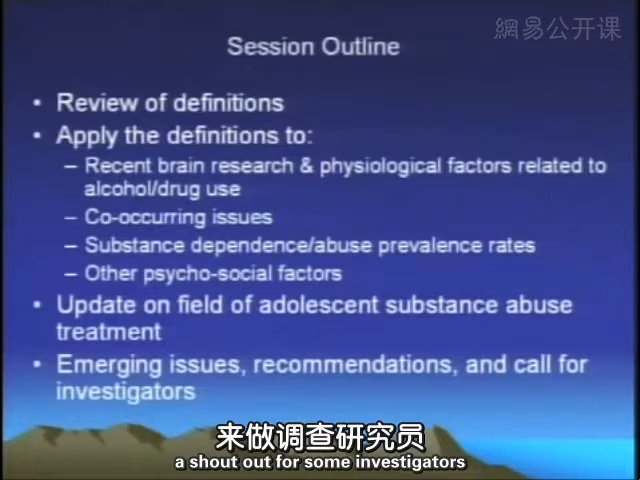 網易公开课
Session Outline
• Review of definitions
• Apply the definitions to:
– Recent brain research & physiological factors related to
alcohol/drug use
– Co-occurring issues
– Substance dependence/abuse prevalence rates
– Other psycho-social factors
• Update on field of adolescent substance abuse
treatment
• Emerging issues, recommendations, and call for
investigators
来做调查研究员
a shout out for some investigators